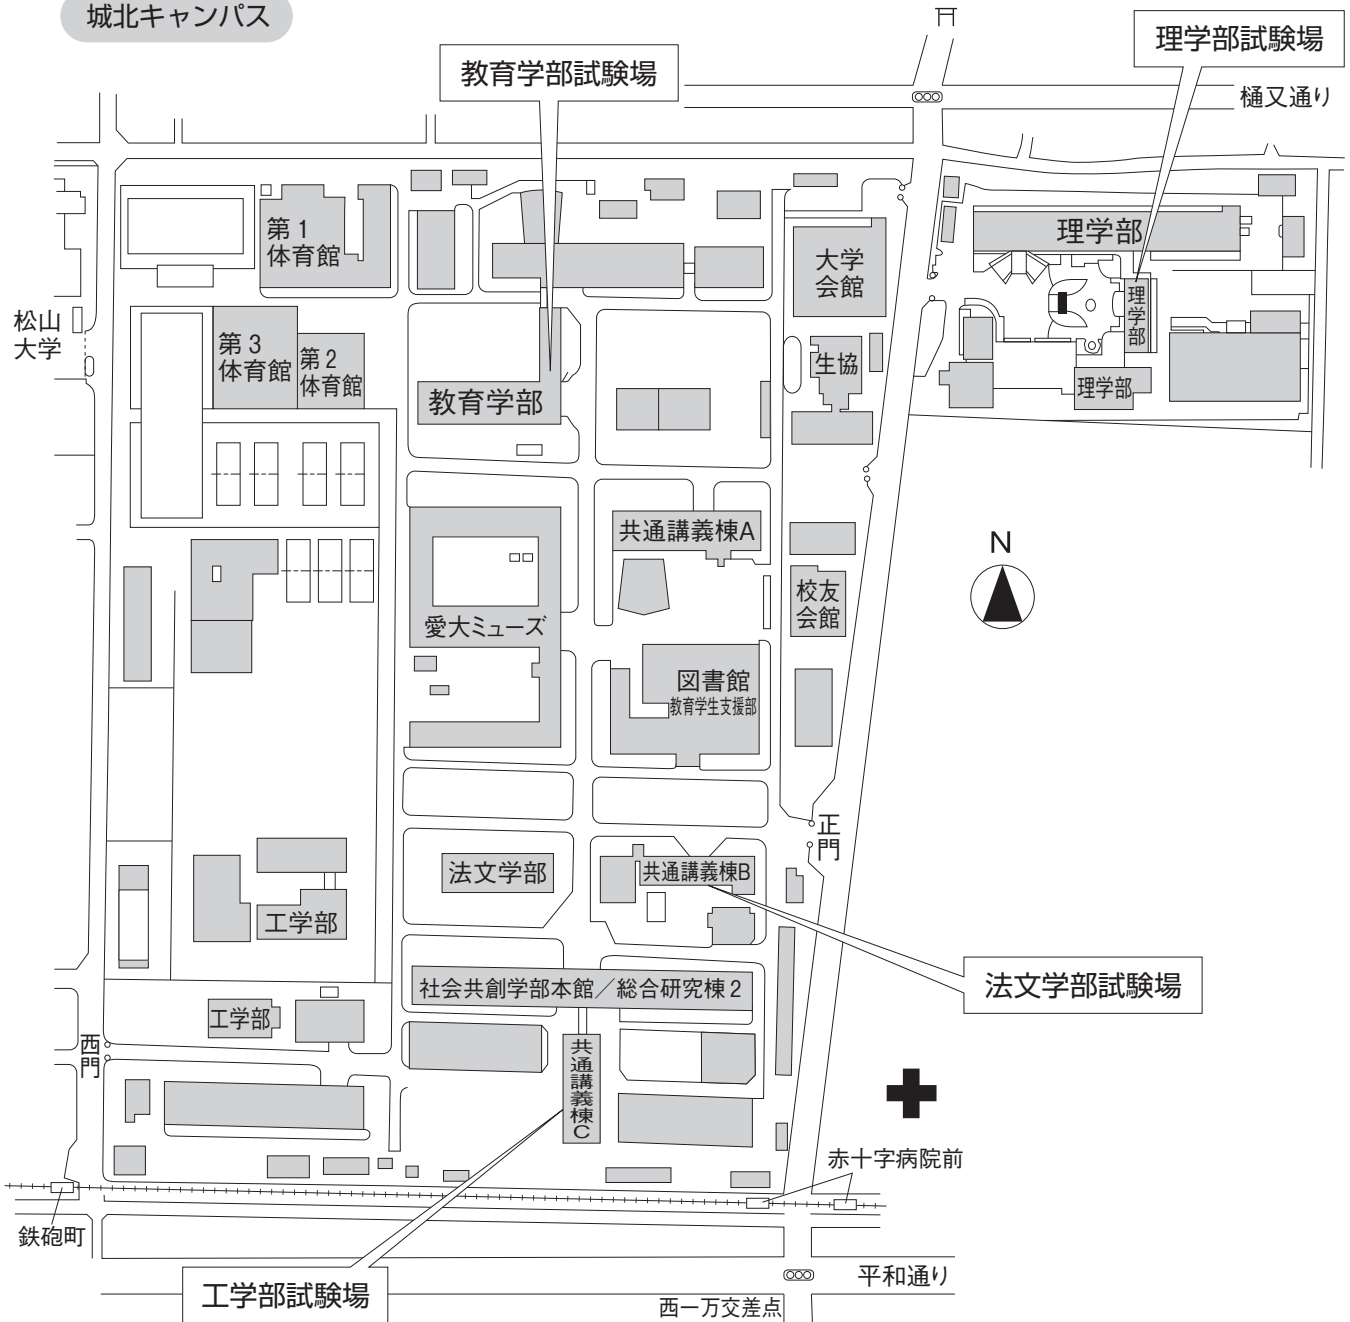 城北キャンパス
教育学部試験場
理学部試験場
樋又通り
第1
体育館
大学
会館
理学部
松山
大学
第3
体育館
第2
体育館
生協
理
学
部
教育学部
理学部
共通講義棟A
N
校友
会館
愛大ミューズ
図書館
教育学生支援部
正
門
法文学部
共通講義棟B
工学部
法文学部試験場
社会共創学部本館／総合研究棟2
工学部
西
門
共
通
講
義
棟
C
赤十字病院前
鉄砲町
工学部試験場
平和通り
西一万交差点